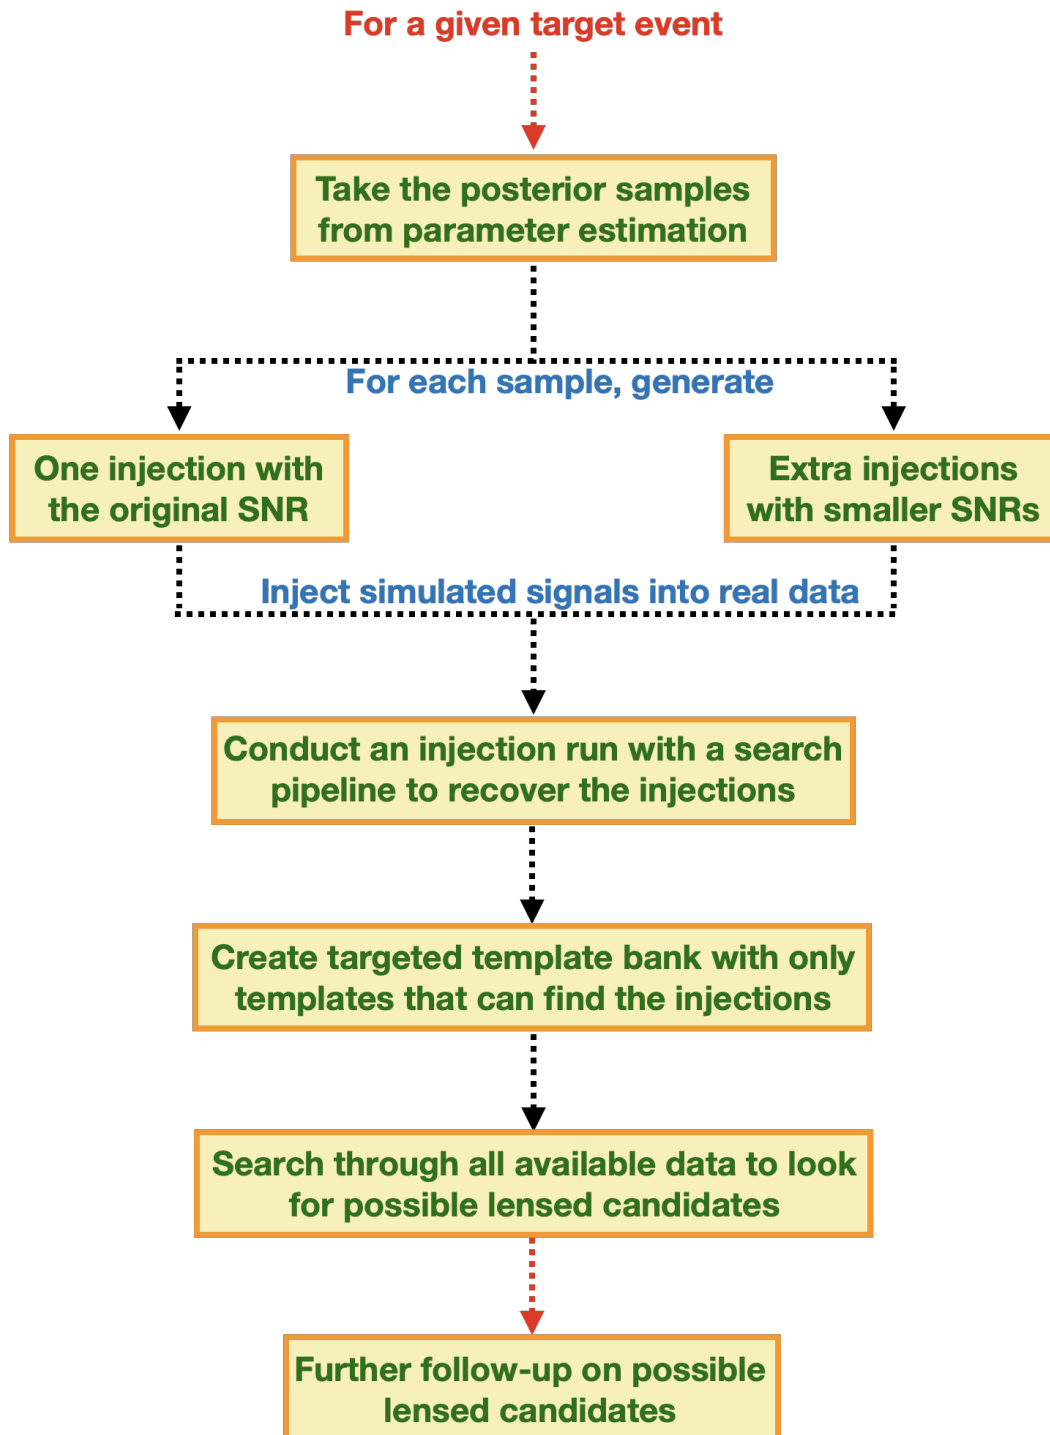 For a given target event
Take the posterior samples
from parameter estimation
For each sample, generate
One injection with
the original SNR
Extra injections
with smaller SNRs
Inject simulated signals into real data
Conduct an injection run with a search
pipeline to recover the injections
Create targeted template bank with only
templates that can find the injections
Search through all available data to look
for possible lensed candidates
Further follow-up on possible
lensed candidates